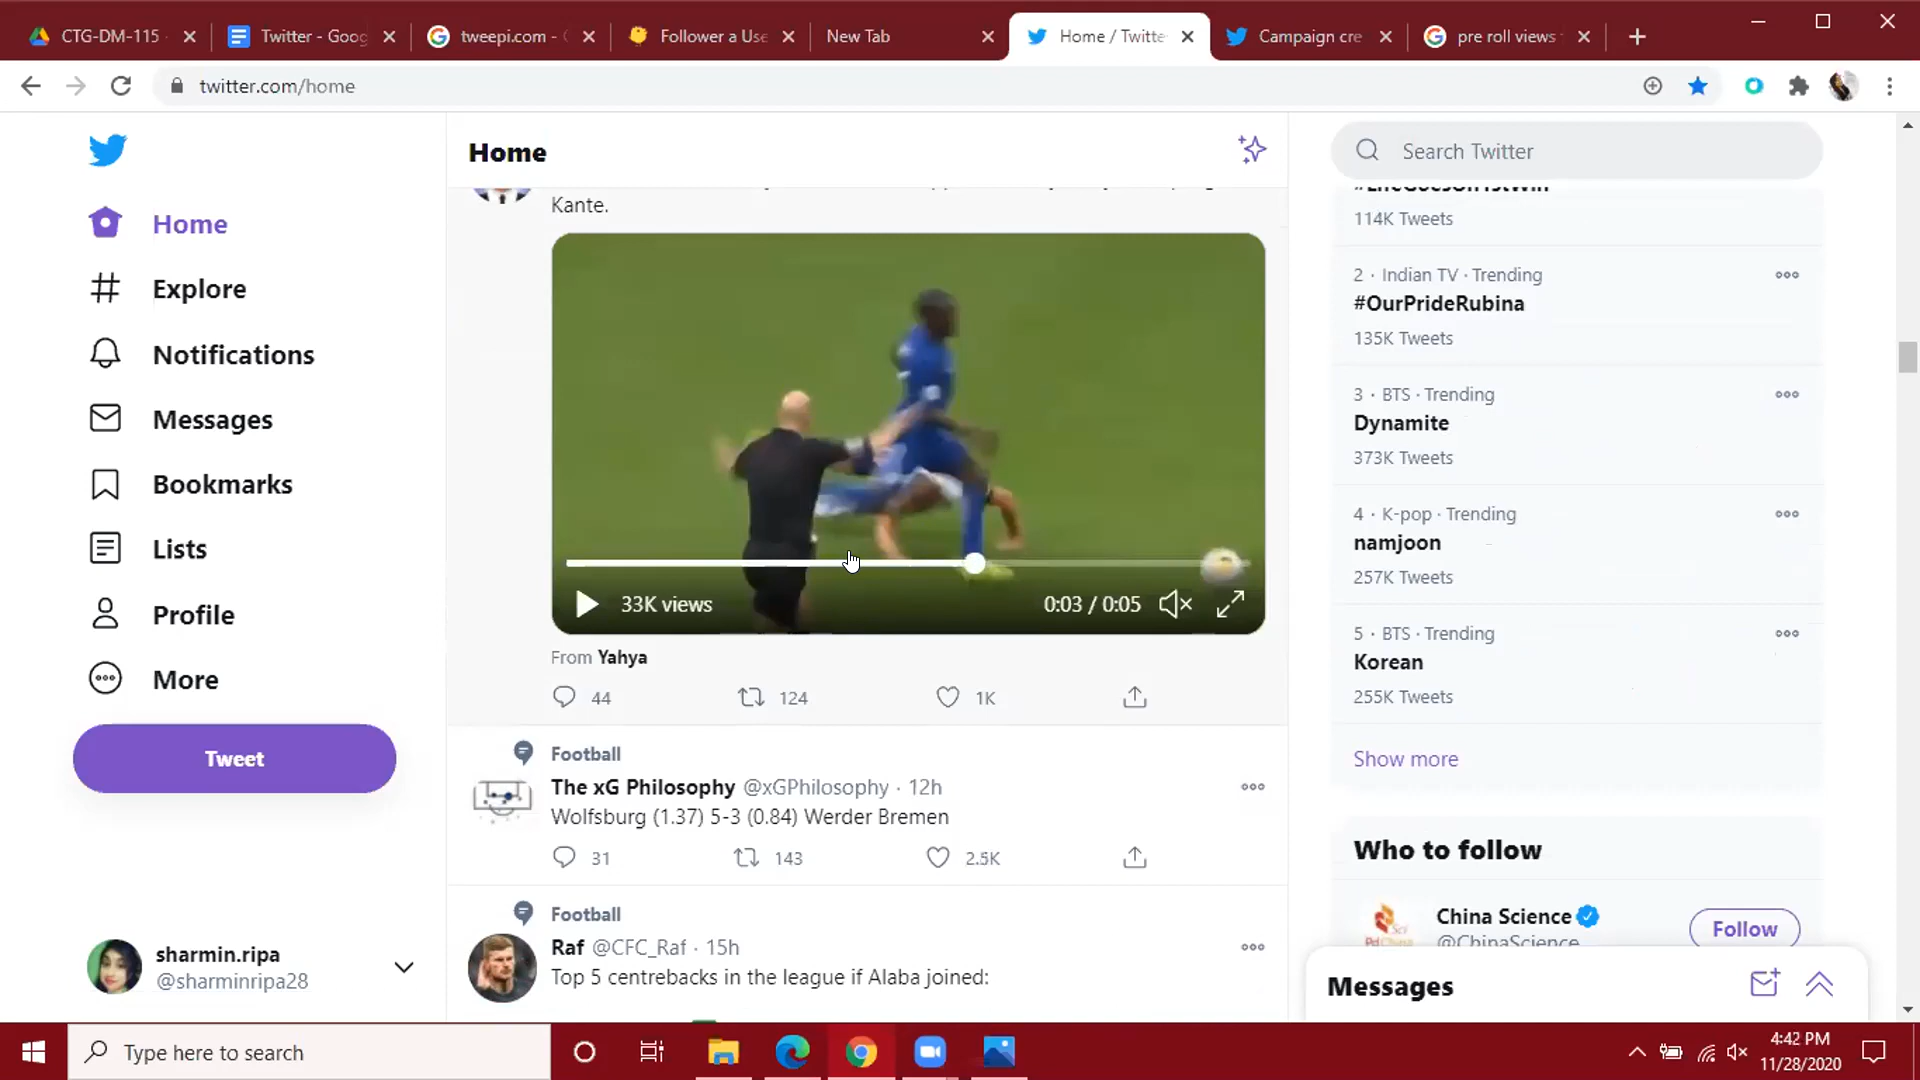 CTG-DM-115
Twitter - Goog
tweepi.com - 
Follower a Use
New Tab
Home / Twitte
Campaign cre
pre roll views
twitter.com/home
Home
Explore
Notifications
Messages
Bookmarks
Lists
Profile
More
Tweet
sharmin.ripa
@sharminripa28
Home
Kante.
33K views
0:03 / 0:05
From Yahya
44
124
1K
Football
The xG Philosophy @xGPhilosophy · 12h
Wolfsburg (1.37) 5-3 (0.84) Werder Bremen
31
143
2.5K
Football
Raf @CFC_Raf · 15h
Top 5 centrebacks in the league if Alaba joined:
Search Twitter
114K Tweets
2 · Indian TV · Trending
#OurPrideRubina
135K Tweets
3 · BTS · Trending
Dynamite
373K Tweets
4 · K-pop · Trending
namjoon
257K Tweets
5 · BTS · Trending
Korean
255K Tweets
Show more
Who to follow
China Science
@ChinaScience
Follow
Messages
Type here to search
4:42 PM
11/28/2020